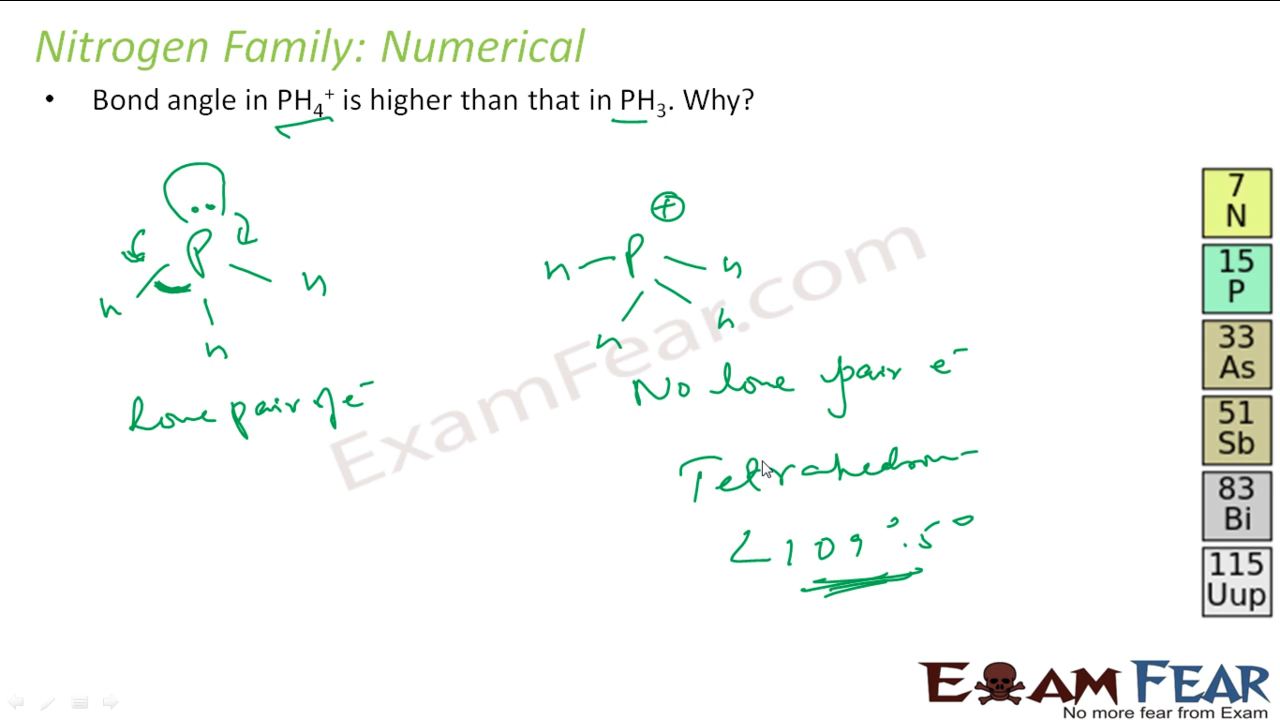 Nitrogen Family: Numerical
• Bond angle in PH₄⁺ is higher than that in PH₃. Why?
P
h
h
h
Lone pair of e⁻
+
h P h
h
h
No lone pair e⁻
Tetrahedron
∠109°.5°
ExamFear.com
7
N
15
P
33
As
51
Sb
83
Bi
115
Uup
EXAM FEAR
No more fear from Exam